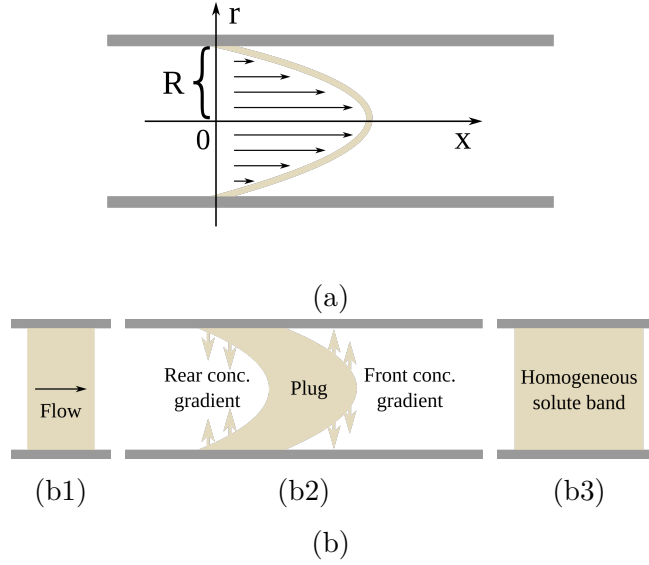 r
R
0
x
(a)
Flow
Rear conc.
gradient
Plug
Front conc.
gradient
Homogeneous
solute band
(b1)
(b2)
(b3)
(b)